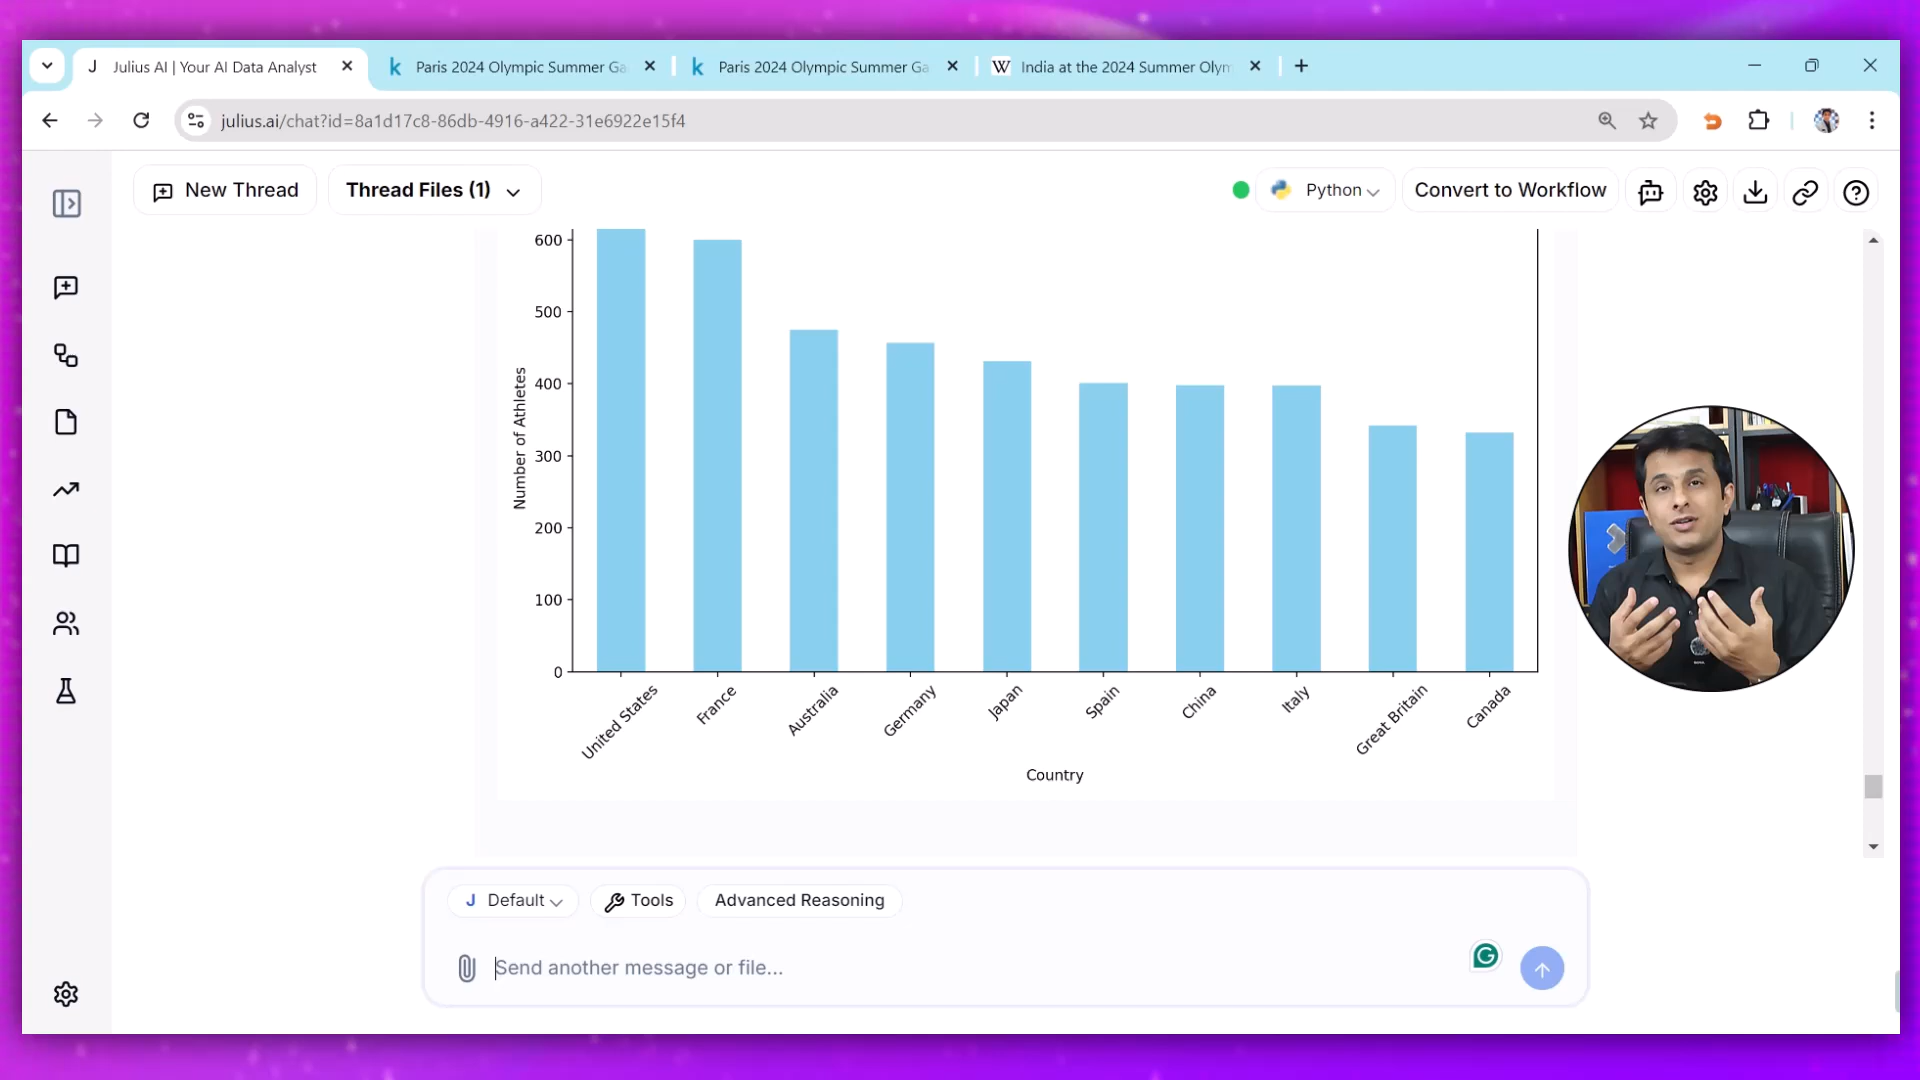 Julius AI | Your AI Data Analyst
Paris 2024 Olympic Summer Ga
Paris 2024 Olympic Summer Ga
India at the 2024 Summer Olym
julius.ai/chat?id=8a1d17c8-86db-4916-a422-31e6922e15f4
New Thread
Thread Files (1)
Python
Convert to Workflow
600
500
400
300
200
100
0
Number of Athletes
United States
France
Australia
Germany
Japan
Spain
China
Italy
Great Britain
Canada
Country
J Default
Tools
Advanced Reasoning
Send another message or file...